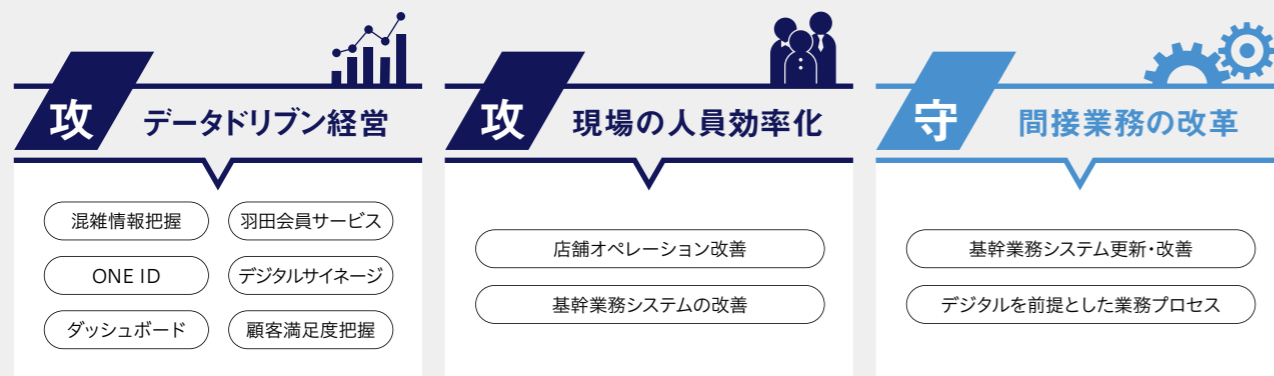 攻 データドリブン経営
混雑情報把握
羽田会員サービス
ONE ID
デジタルサイネージ
ダッシュボード
顧客満足度把握
攻 現場の人員効率化
店舗オペレーション改善
基幹業務システムの改善
守 間接業務の改革
基幹業務システム更新・改善
デジタルを前提とした業務プロセス